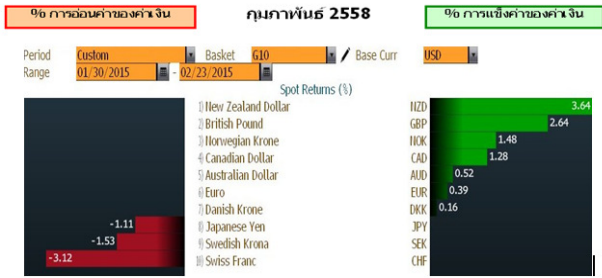 % การอ่อนค่าของค่าเงิน กุมภาพันธ์ 2558 % การแข็งค่าของค่าเงิน
Period Custom Basket G10 Base Curr USD
Range 01/30/2015 - 02/23/2015
Spot Returns (%)
1) New Zealand Dollar NZD 3.64
2) British Pound GBP 2.64
3) Norwegian Krone NOK 1.48
4) Canadian Dollar CAD 1.28
5) Australian Dollar AUD 0.52
6) Euro EUR 0.39
7) Danish Krone DKK 0.16
-1.11 8) Japanese Yen JPY
-1.53 9) Swedish Krona SEK
-3.12 10) Swiss Franc CHF